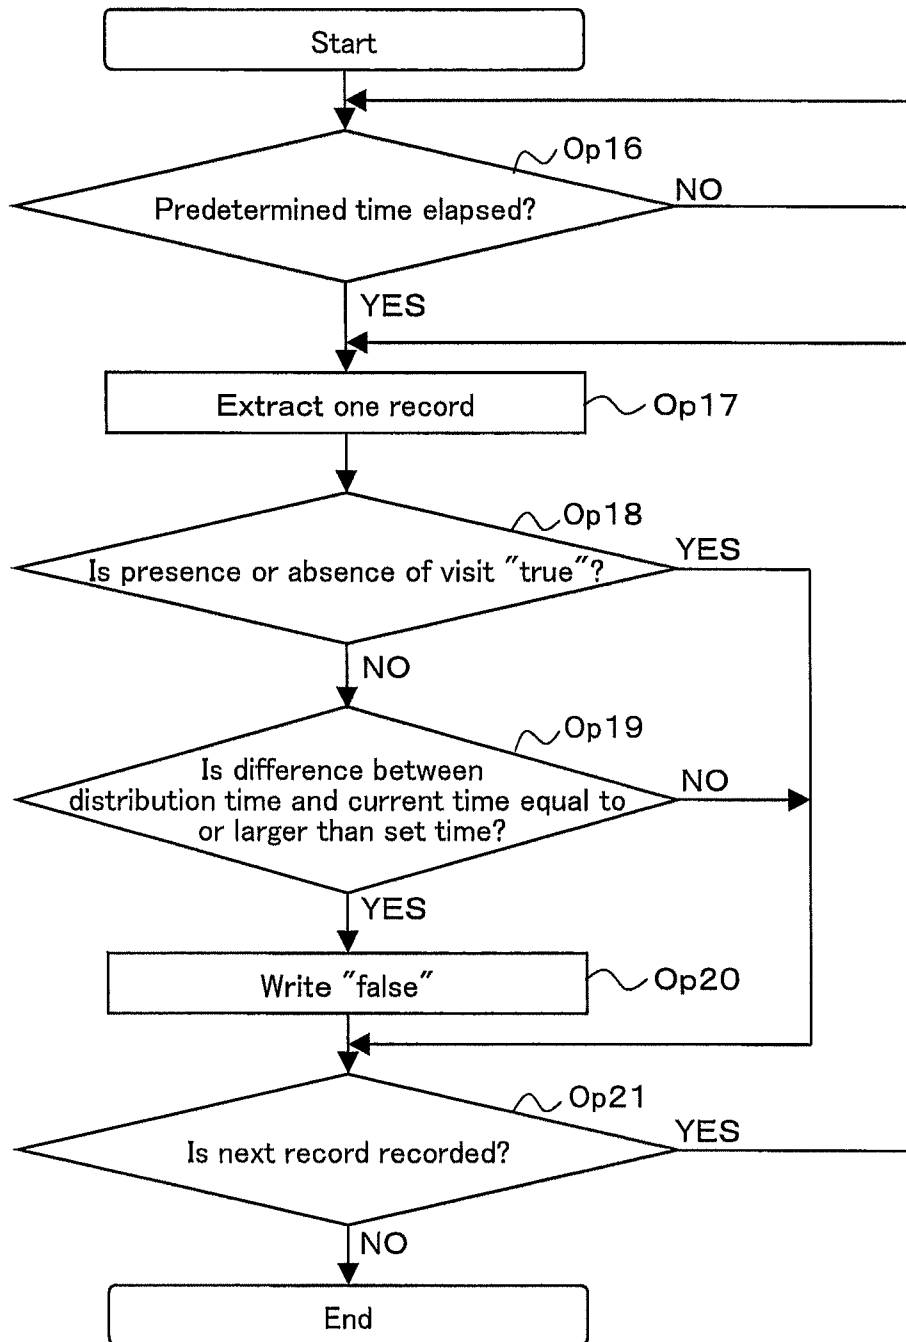 Start
Op16
Predetermined time elapsed?
NO
YES
Extract one record
Op17
Op18
Is presence or absence of visit "true"?
YES
NO
Op19
Is difference between
distribution time and current time equal to
or larger than set time?
NO
YES
Write "false"
Op20
Op21
Is next record recorded?
YES
NO
End